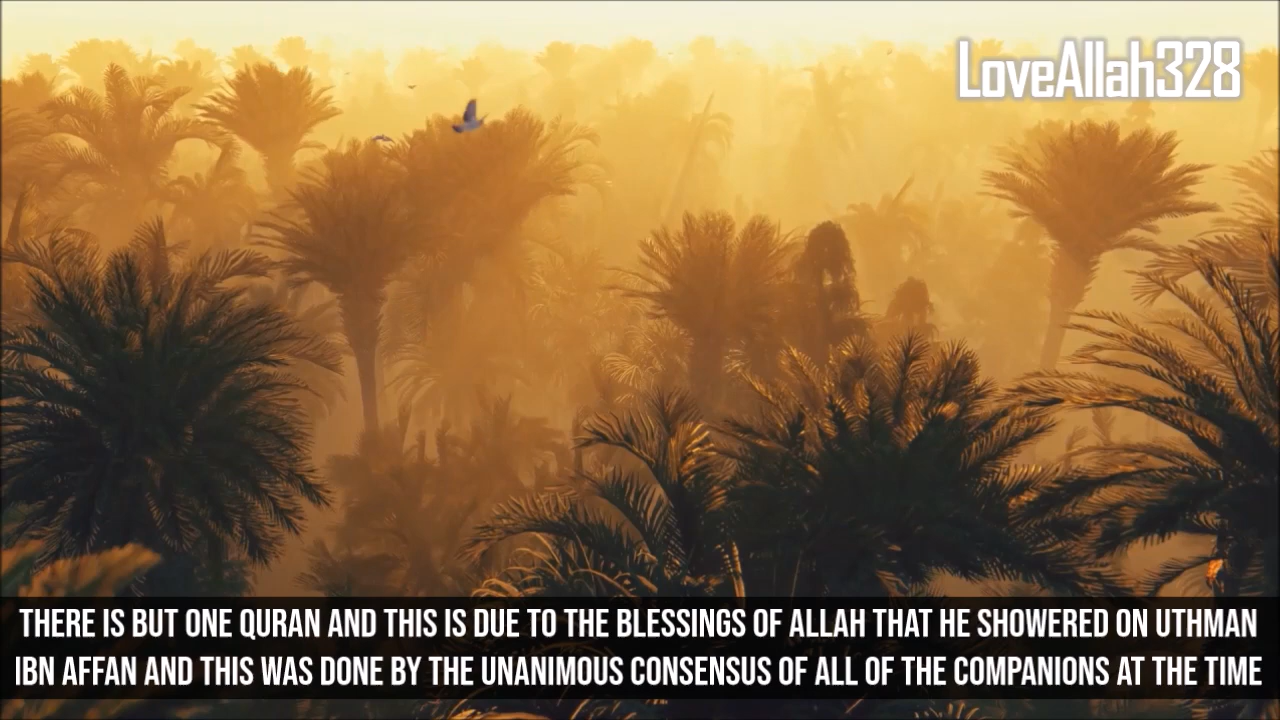 LoveAllah328
THERE IS BUT ONE QURAN AND THIS IS DUE TO THE BLESSINGS OF ALLAH THAT HE SHOWERED ON UTHMAN
IBN AFFAN AND THIS WAS DONE BY THE UNANIMOUS CONSENSUS OF ALL OF THE COMPANIONS AT THE TIME